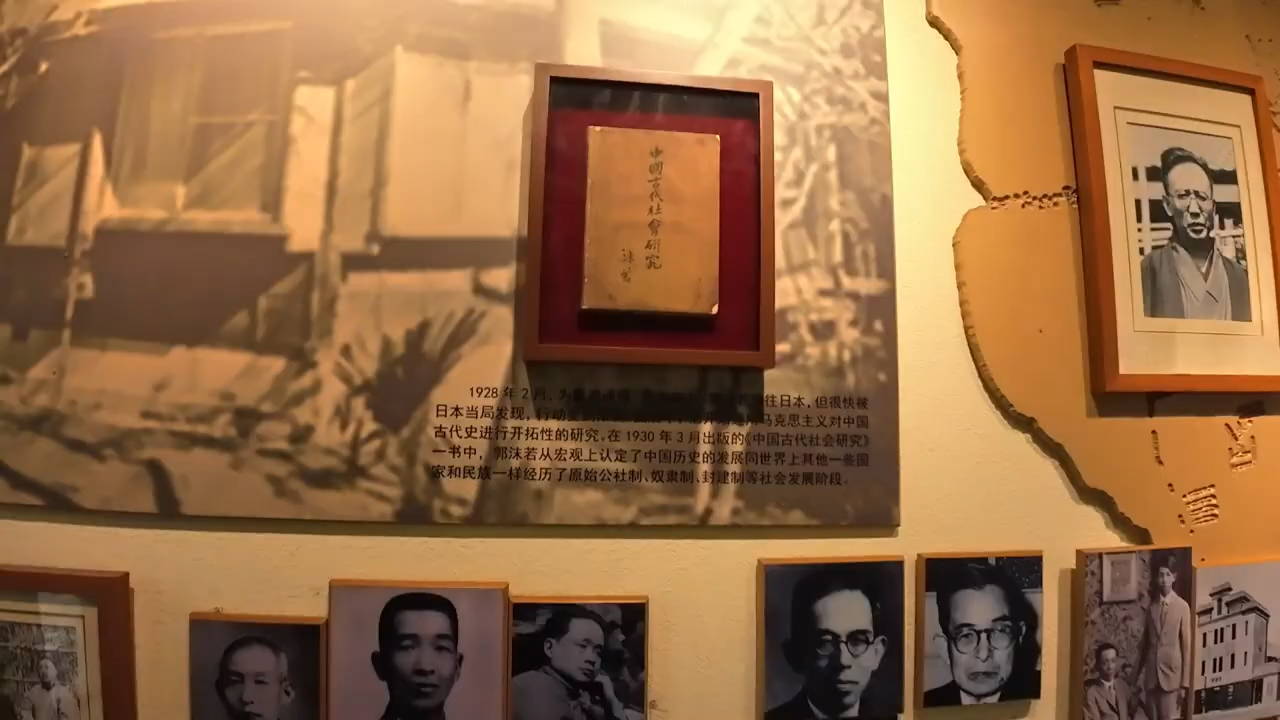 中國古代社會研究
沫若
1928 年 2 月，为 往日本，但很快被
日本当局发现，行动 马克思主义对中国
古代史进行开拓性的研究。在 1930 年 3 月出版的《中国古代社会研究》
一书中，郭沫若从宏观上认定了中国历史的发展同世界上其他一些国
家和民族一样经历了原始公社制、奴隶制、封建制等社会发展阶段。